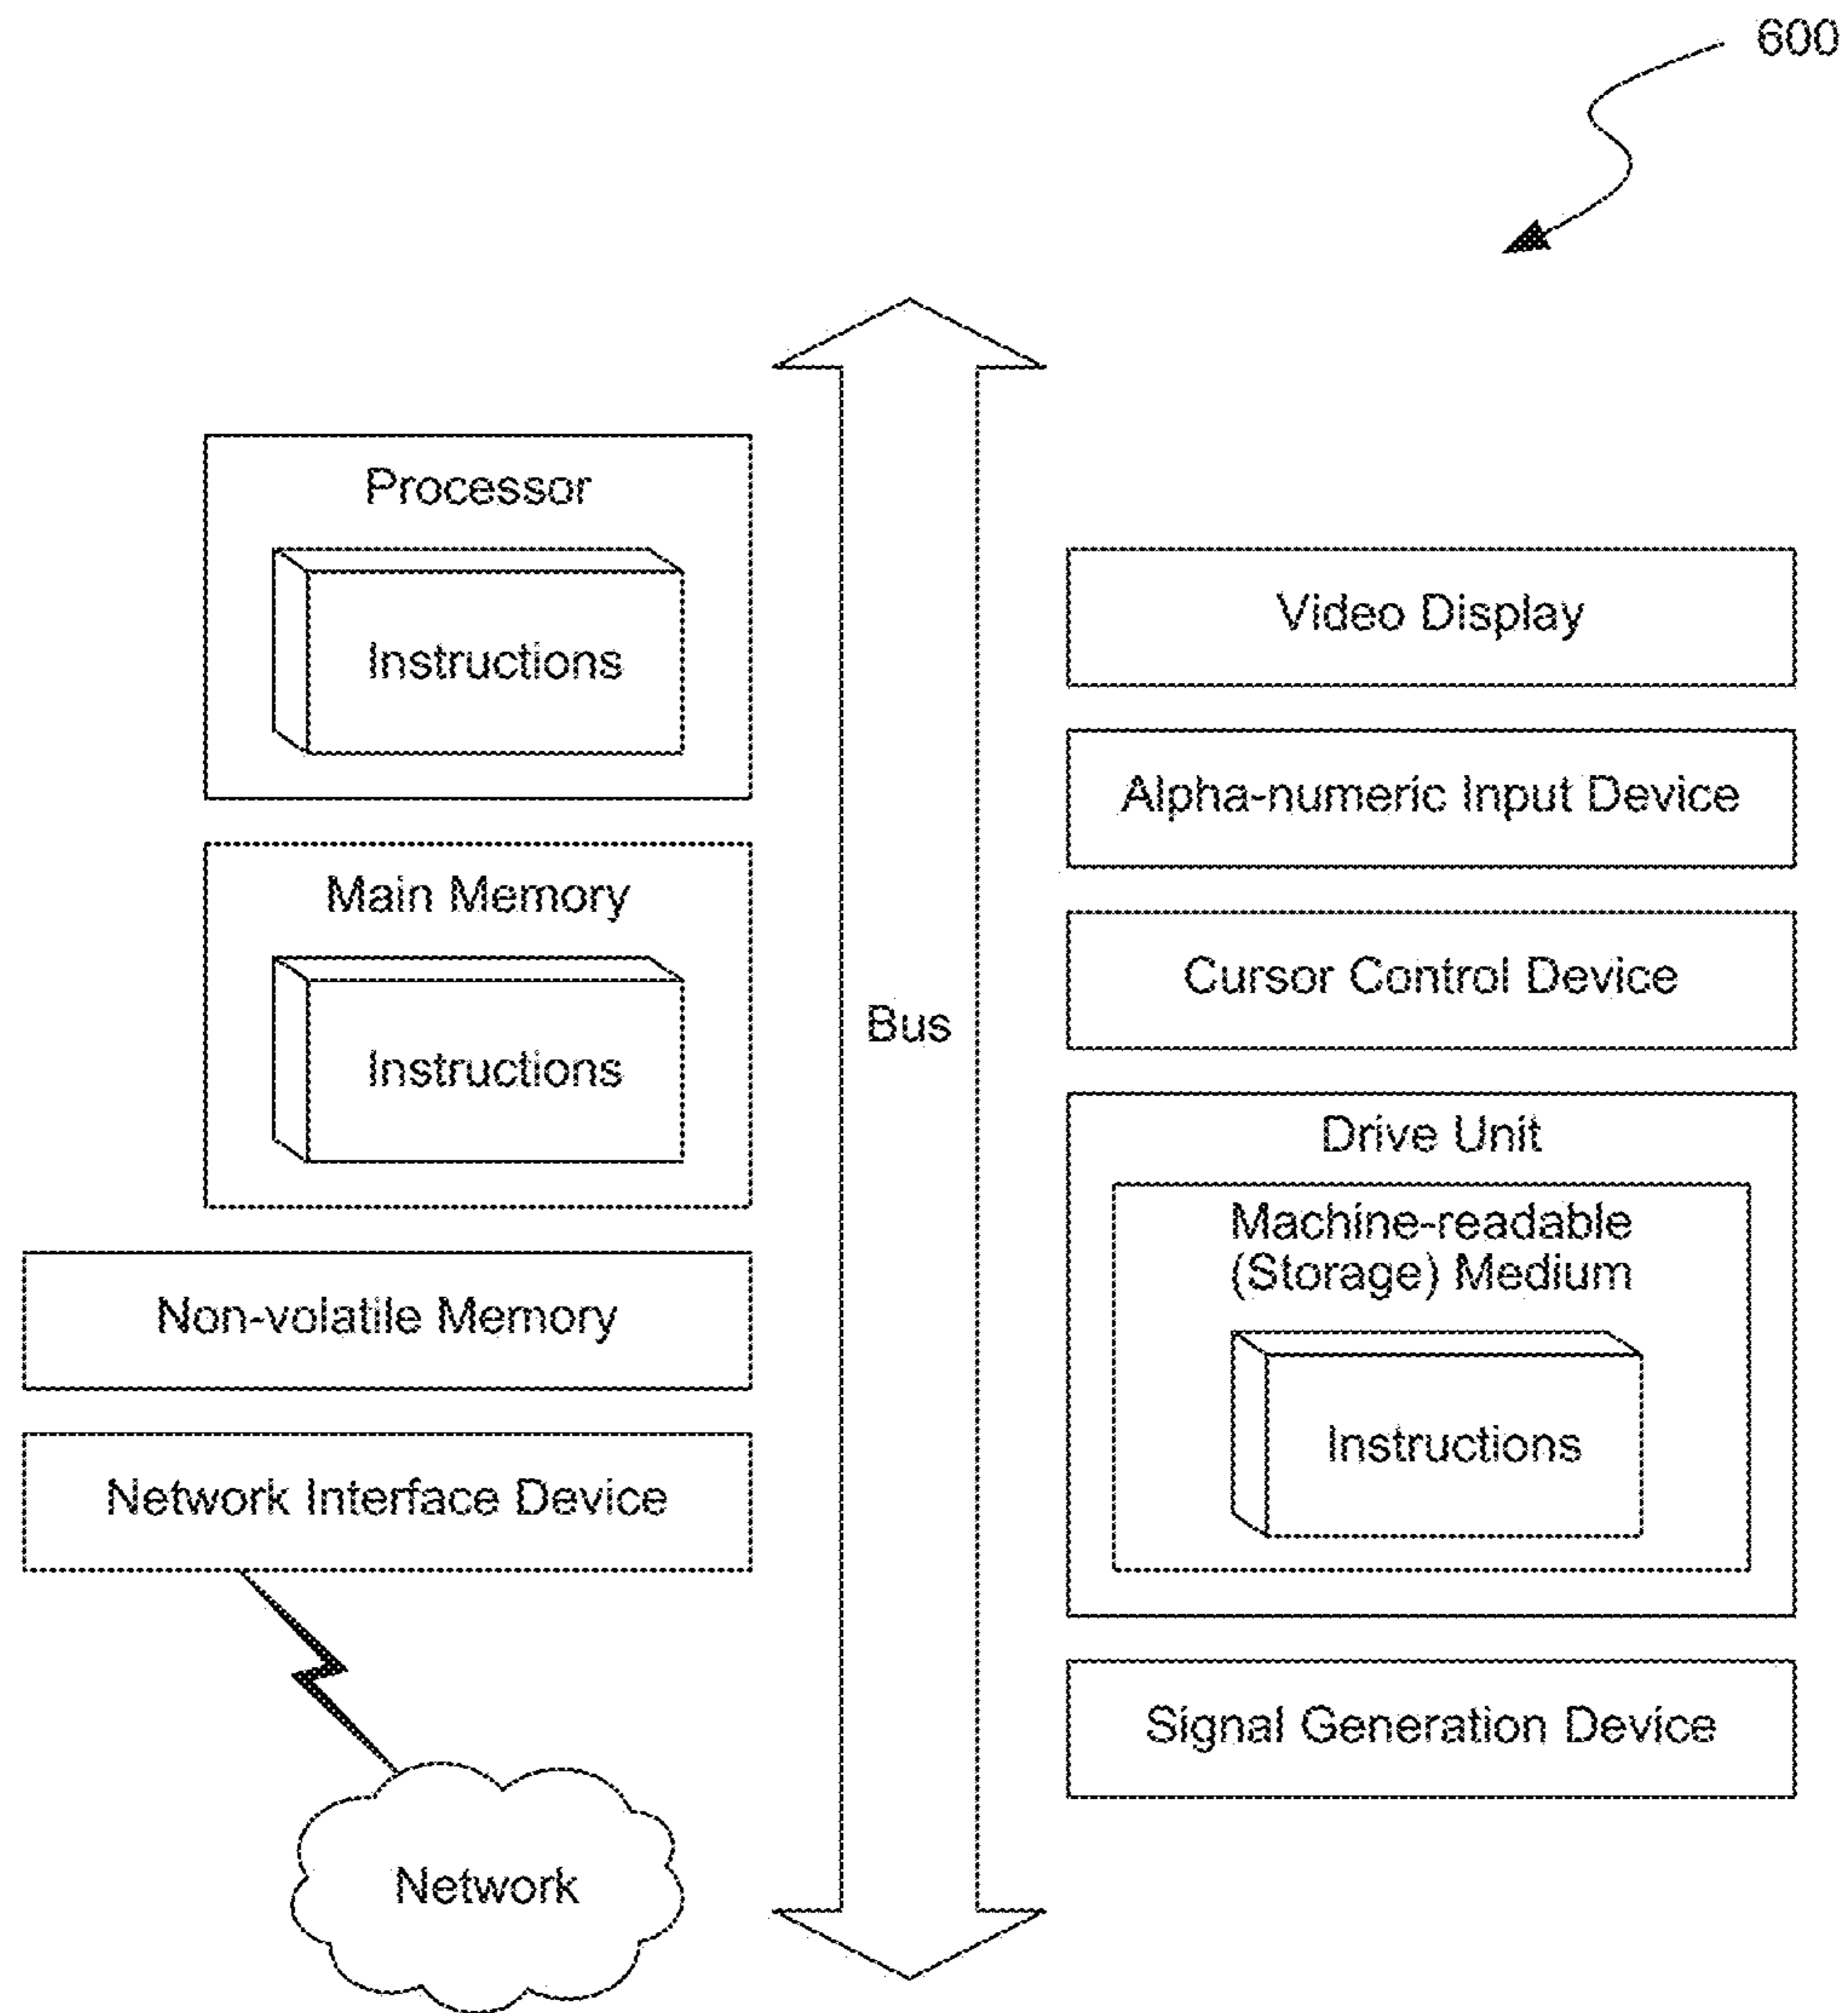 600
Processor
Instructions
Main Memory
Instructions
Non-volatile Memory
Network Interface Device
Network
Bus
Video Display
Alpha-numeric Input Device
Cursor Control Device
Drive Unit
Machine-readable
(Storage) Medium
Instructions
Signal Generation Device